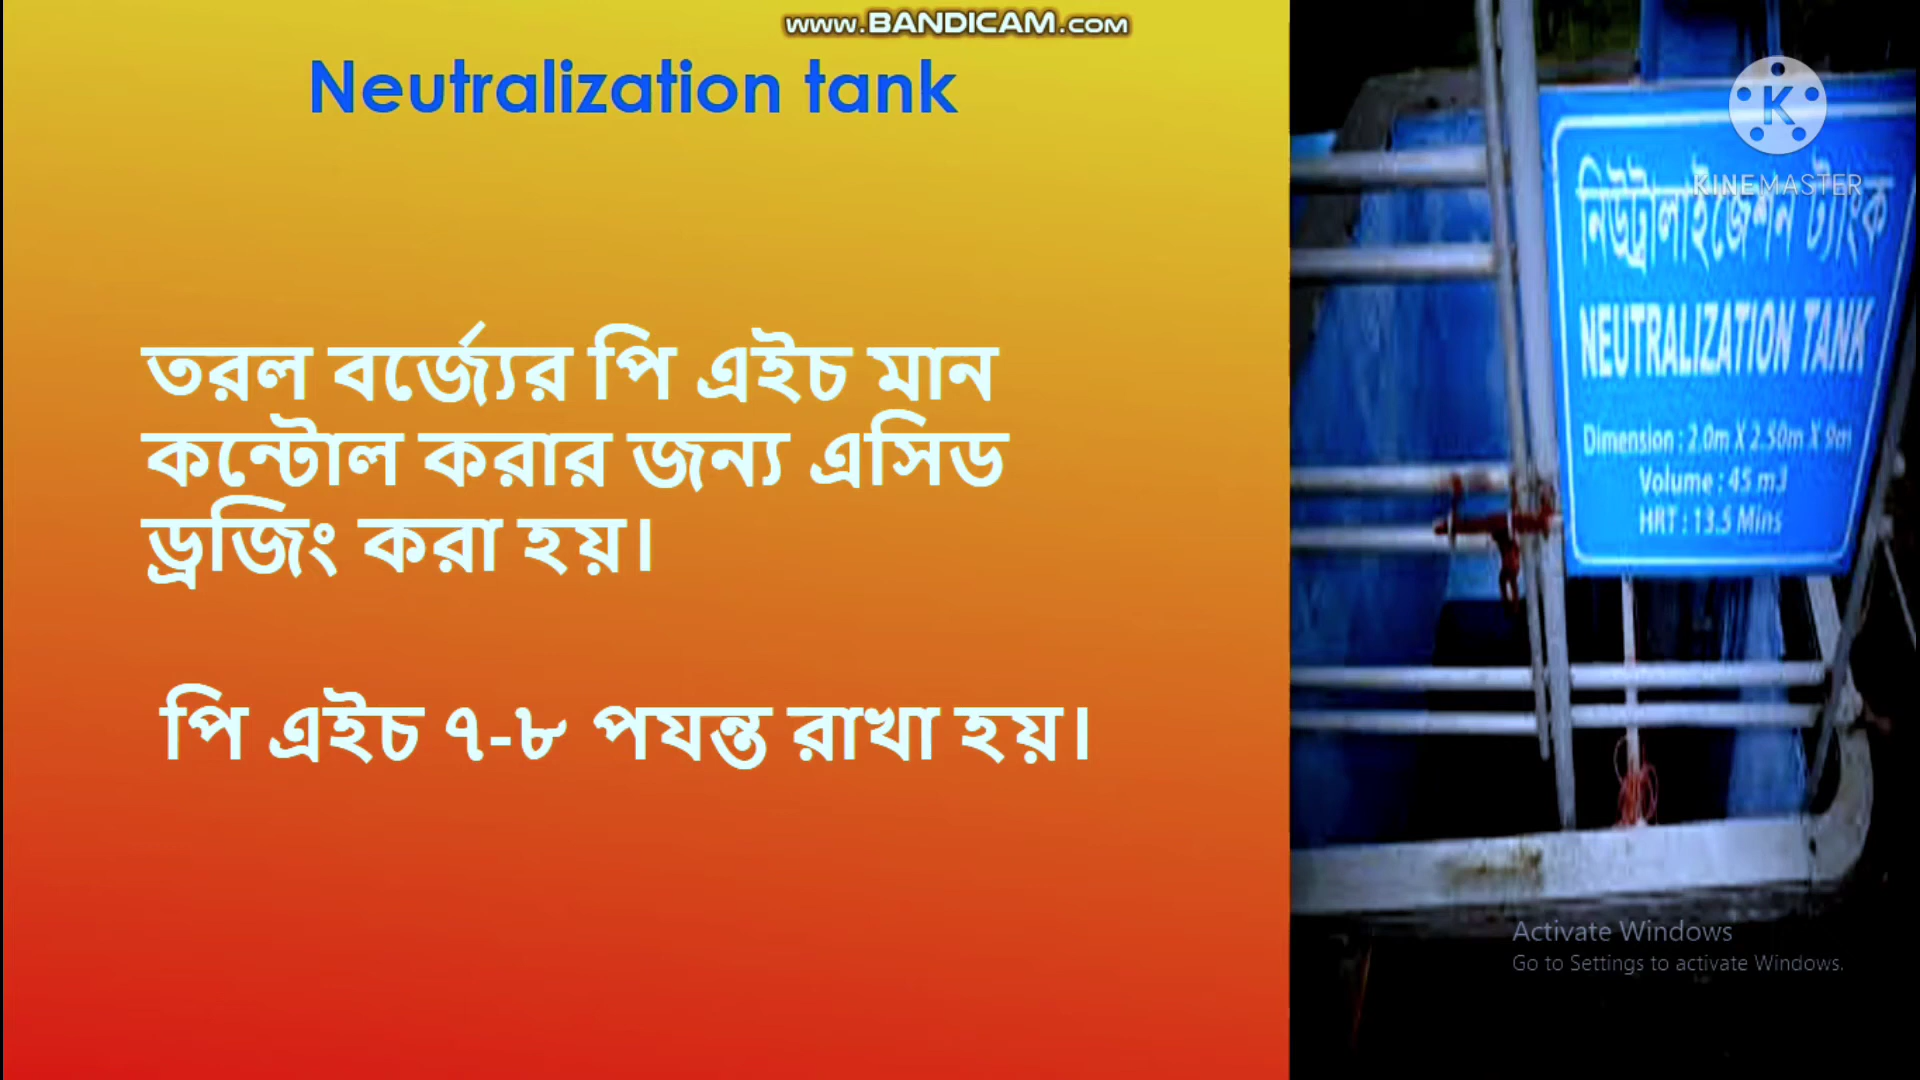 www.BANDICAM.com
Neutralization tank
তরল বর্জ্যের পি এইচ মান
কন্টোল করার জন্য এসিড
ড্রজিং করা হয়।
পি এইচ ৭-৮ পযন্ত রাখা হয়।
K
KINEMASTER
নিউট্রালাইজেশন ট্যাংক
NEUTRALIZATION TANK
Dimension : 2.0m X 2.50m X 9m
Volume : 45 m3
HRT : 13.5 Mins
Activate Windows
Go to Settings to activate Windows.